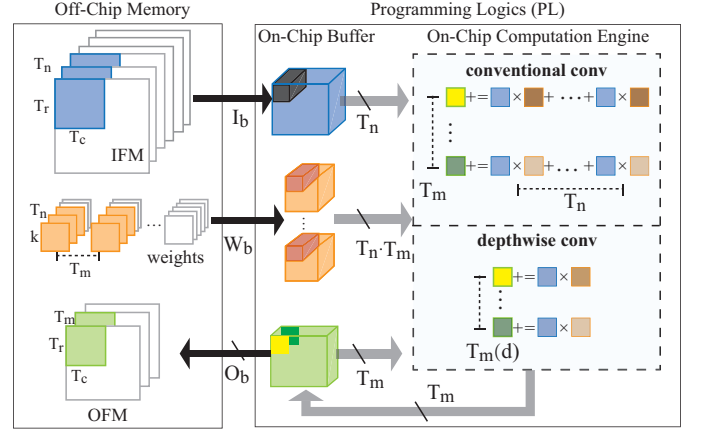 Off-Chip Memory
Programming Logics (PL)
On-Chip Buffer
On-Chip Computation Engine
Tn
Tr
Tc
IFM
Ib
Tn
conventional conv
+= × + ... + ×
⋮
+= × + ... + ×
Tm
Tn
Tn
k
Tm
...
weights
Wb
⋮
Tn·Tm
depthwise conv
+= ×
⋮
+= ×
Tm(d)
Tm
Tr
Tc
OFM
Ob
Tm
Tm